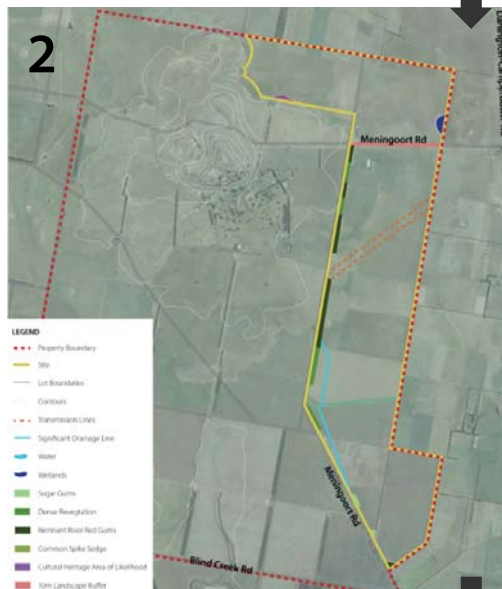 2
Meningoort Rd
Meningoort Rd
Blind Creek Rd
LEGEND
Property Boundary
Site
Lot Boundaries
Contours
Transmission Lines
Significant Drainage Line
Water
Wetlands
Sugar Gums
Dense Revegtation
Remnant River Red Gums
Common Spike Sedge
Cultural Heritage Area of Likelihood
10m Landscape Buffer